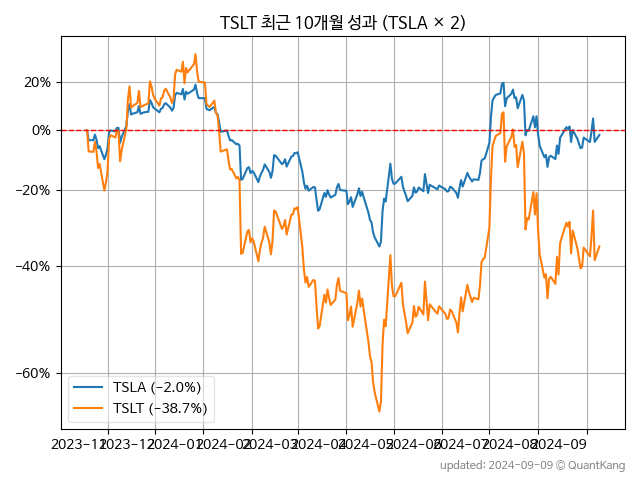 TSLT 최근 10개월 성과 (TSLA × 2)
20%
0%
−20%
−40%
−60%
TSLA (−2.0%)
TSLT (−38.7%)
2023-11 2023-12 2024-01 2024-02 2024-03 2024-04 2024-05 2024-06 2024-07 2024-08 2024-09
updated: 2024-09-09 © QuantKang